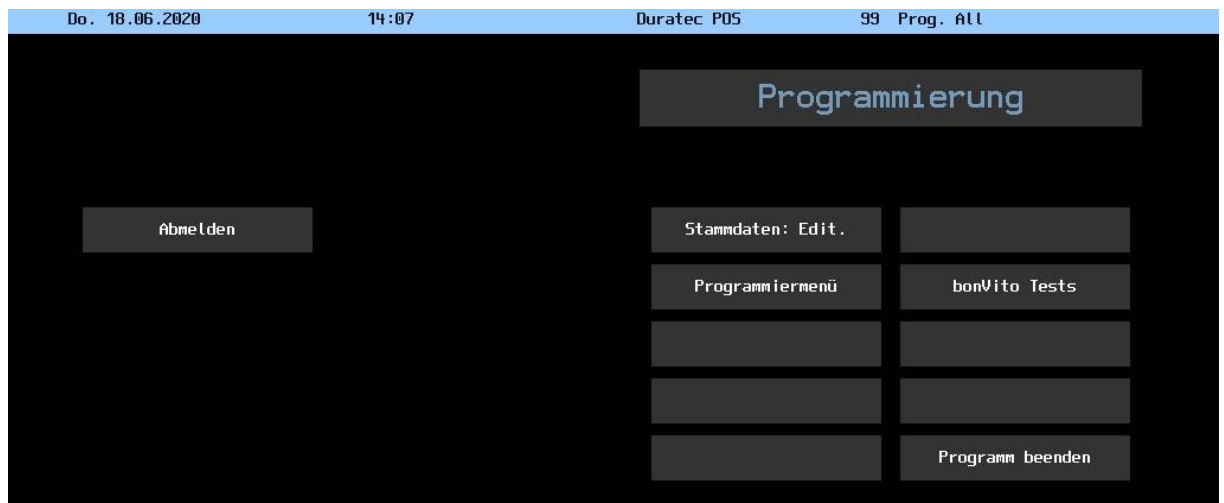 Do. 18.06.2020 14:07 Duratec POS 99 Prog. All
Programmierung
Abmelden Stammdaten: Edit.
Programmiermenü bonVito Tests
Programm beenden